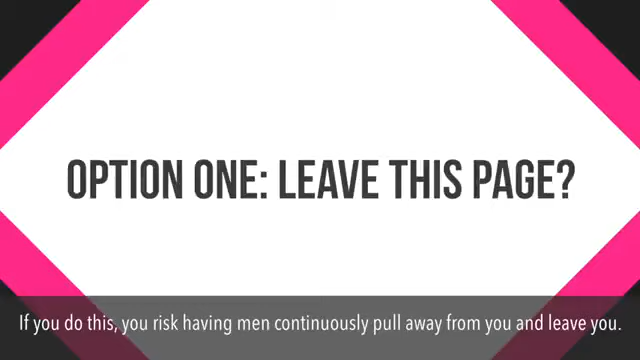 OPTION ONE: LEAVE THIS PAGE?
If you do this, you risk having men continuously pull away from you and leave you.